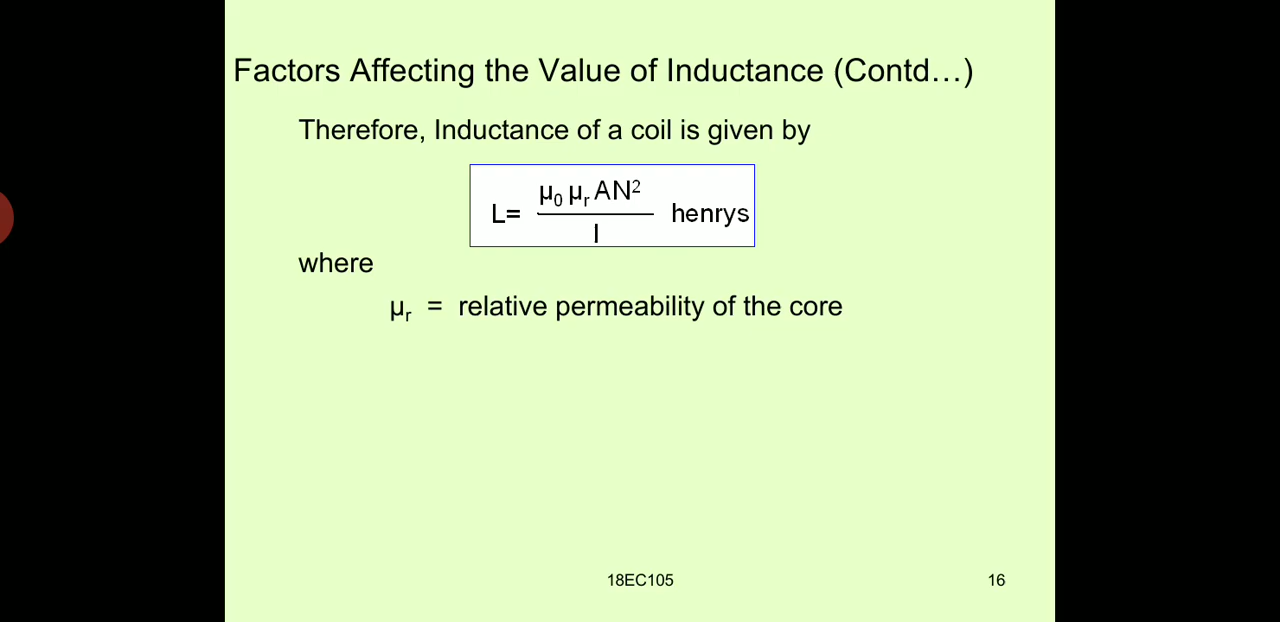 Factors Affecting the Value of Inductance (Contd…)
Therefore, Inductance of a coil is given by
L= μ₀ μᵣ AN² / l henrys
where
μᵣ = relative permeability of the core
18EC105
16